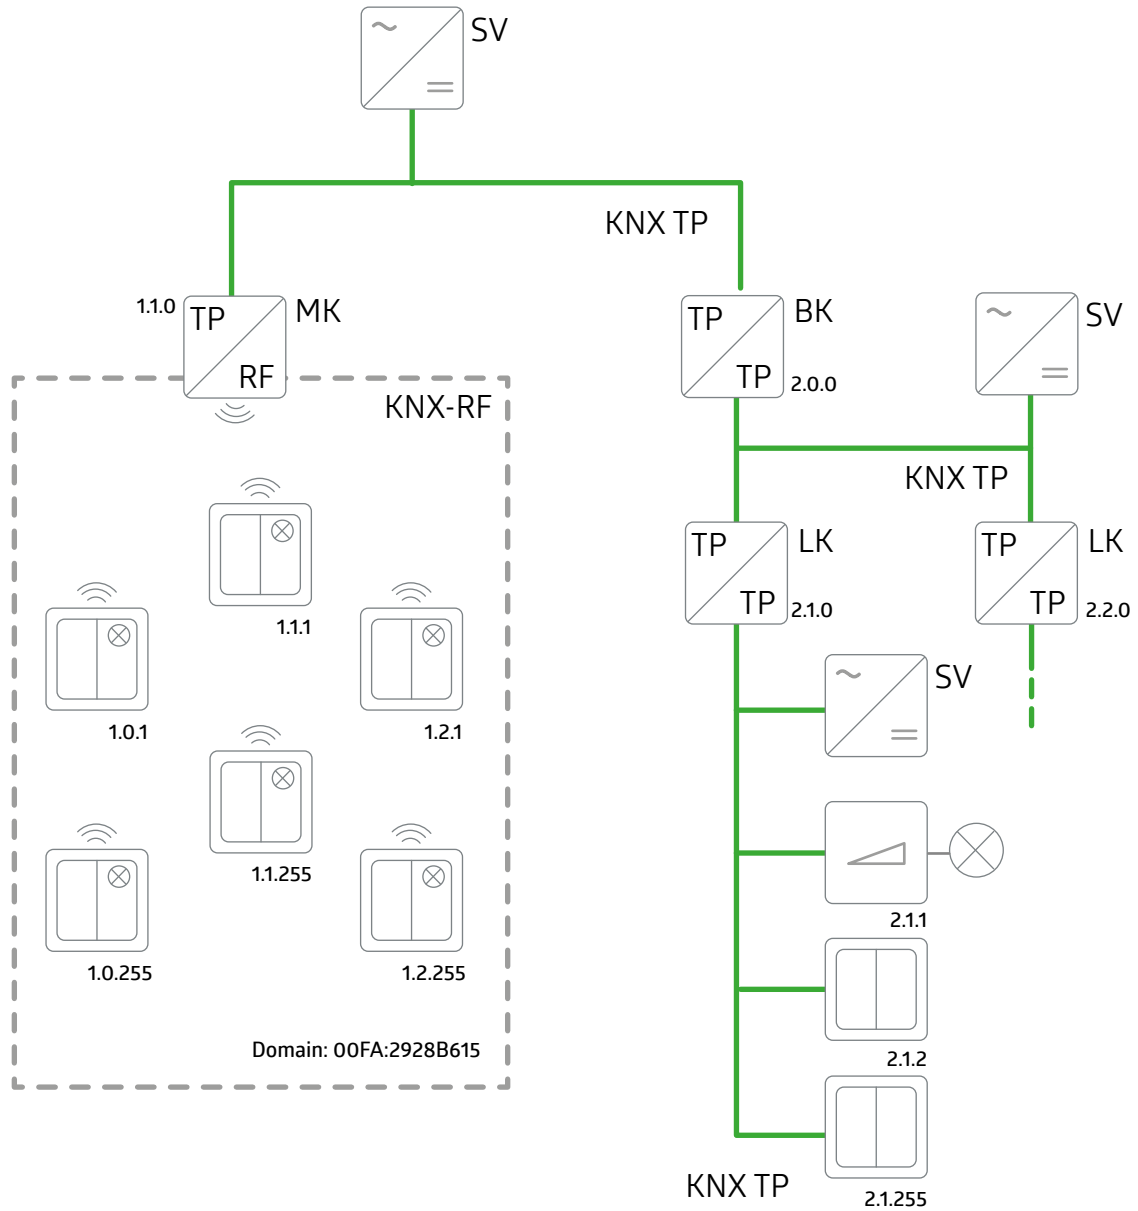 SV
KNX TP
1.1.0
TP
RF
MK
KNX-RF
TP
TP
BK
2.0.0
SV
KNX TP
1.1.1
1.0.1
1.2.1
1.1.255
1.0.255
1.2.255
Domain: 00FA:2928B615
TP
TP
LK
2.1.0
TP
TP
LK
2.2.0
SV
2.1.1
2.1.2
KNX TP
2.1.255